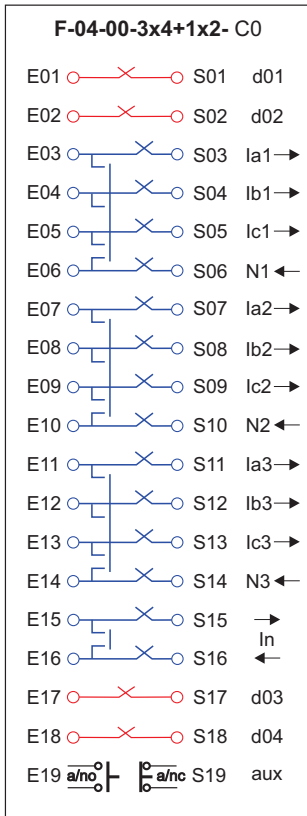 F-04-00-3x4+1x2- C0
E01 S01 d01
E02 S02 d02
E03 S03 Ia1
E04 S04 Ib1
E05 S05 Ic1
E06 S06 N1
E07 S07 Ia2
E08 S08 Ib2
E09 S09 Ic2
E10 S10 N2
E11 S11 Ia3
E12 S12 Ib3
E13 S13 Ic3
E14 S14 N3
E15 S15
In
E16 S16
E17 S17 d03
E18 S18 d04
E19 a/no a/nc S19 aux